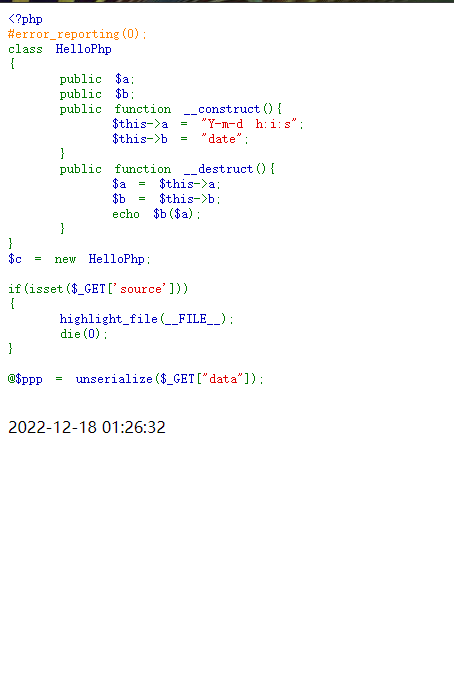 <?php
#error_reporting(0);
class HelloPhp
{
public $a;
public $b;
public function __construct(){
$this->a = "Y-m-d h:i:s";
$this->b = "date";
}
public function __destruct(){
$a = $this->a;
$b = $this->b;
echo $b($a);
}
}
$c = new HelloPhp;
if(isset($_GET['source']))
{
highlight_file(__FILE__);
die(0);
}
@$ppp = unserialize($_GET["data"]);
2022-12-18 01:26:32